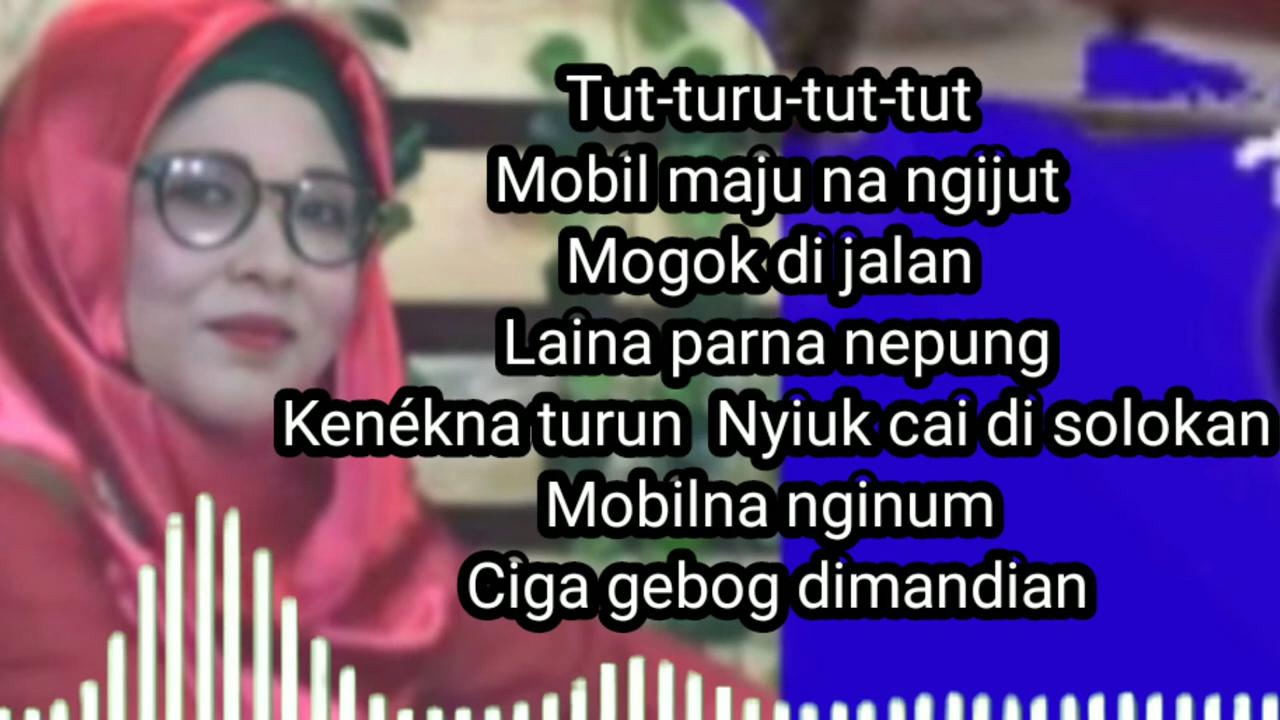 Tut-turu-tut-tut
Mobil maju na ngijut
Mogok di jalan
Laina parna nepung
Kenékna turun  Nyiuk cai di solokan
Mobilna nginum
Ciga gebog dimandian